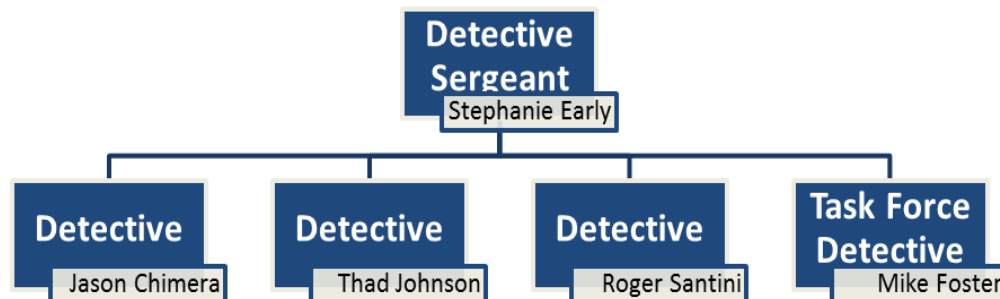 Detective
Sergeant
Stephanie Early
Detective
Jason Chimera
Detective
Thad Johnson
Detective
Roger Santini
Task Force
Detective
Mike Foster